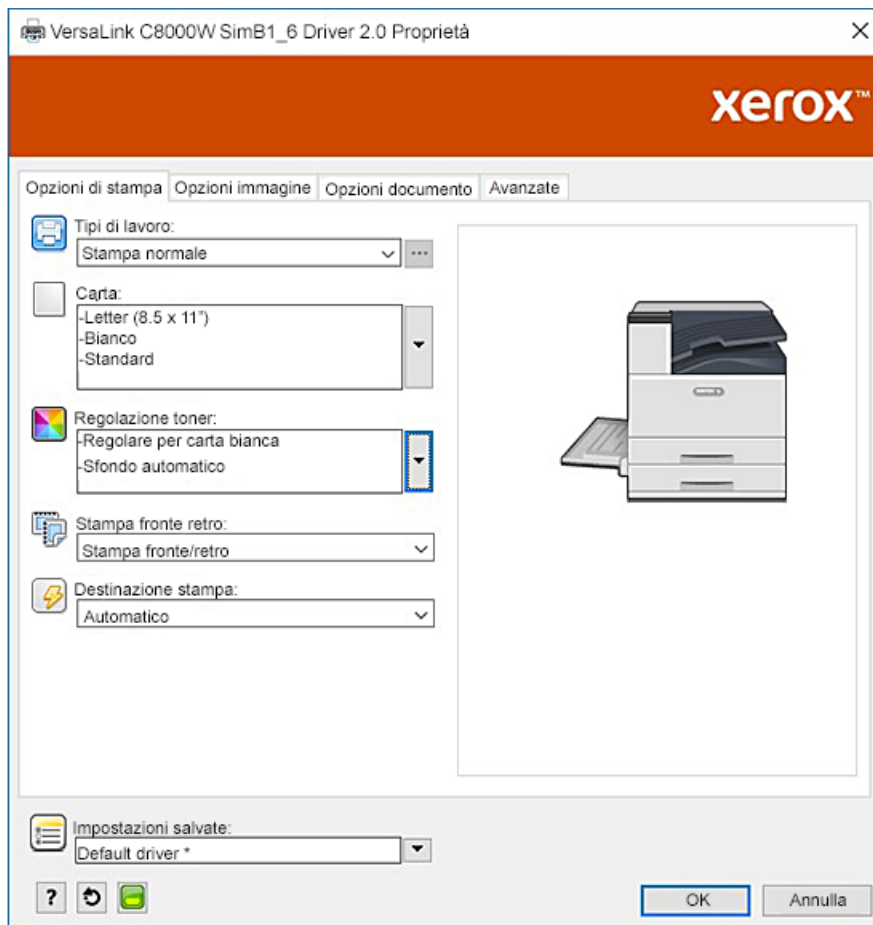 VersaLink C8000W SimB1_6 Driver 2.0 Proprietà
xerox™
Opzioni di stampa
Opzioni immagine
Opzioni documento
Avanzate
Tipi di lavoro:
Stampa normale
...
Carta:
-Letter (8.5 x 11")
-Bianco
-Standard
Regolazione toner:
-Regolare per carta bianca
-Sfondo automatico
Stampa fronte retro:
Stampa fronte/retro
Destinazione stampa:
Automatico
Impostazioni salvate:
Default driver *
?
OK
Annulla